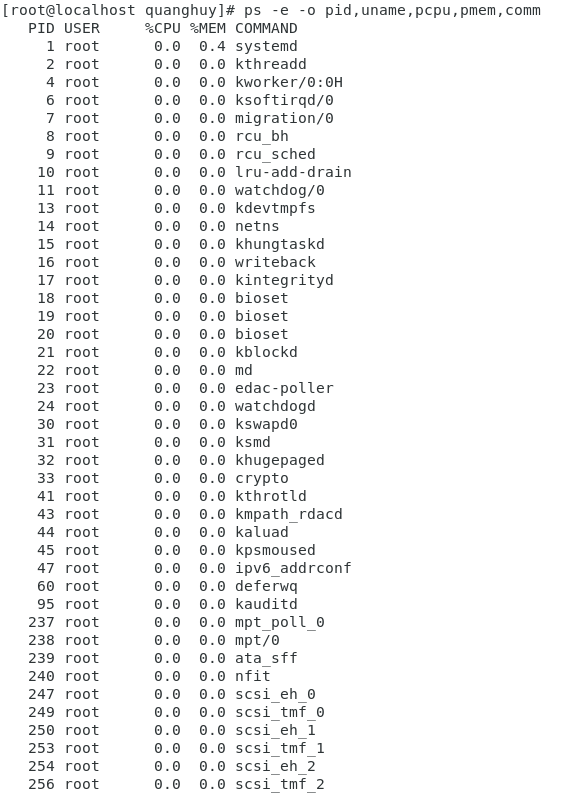 [root@localhost quanghuy]# ps -e -o pid,uname,pcpu,pmem,comm
   PID USER     %CPU %MEM COMMAND
     1 root      0.0  0.4 systemd
     2 root      0.0  0.0 kthreadd
     4 root      0.0  0.0 kworker/0:0H
     6 root      0.0  0.0 ksoftirqd/0
     7 root      0.0  0.0 migration/0
     8 root      0.0  0.0 rcu_bh
     9 root      0.0  0.0 rcu_sched
    10 root      0.0  0.0 lru-add-drain
    11 root      0.0  0.0 watchdog/0
    13 root      0.0  0.0 kdevtmpfs
    14 root      0.0  0.0 netns
    15 root      0.0  0.0 khungtaskd
    16 root      0.0  0.0 writeback
    17 root      0.0  0.0 kintegrityd
    18 root      0.0  0.0 bioset
    19 root      0.0  0.0 bioset
    20 root      0.0  0.0 bioset
    21 root      0.0  0.0 kblockd
    22 root      0.0  0.0 md
    23 root      0.0  0.0 edac-poller
    24 root      0.0  0.0 watchdogd
    30 root      0.0  0.0 kswapd0
    31 root      0.0  0.0 ksmd
    32 root      0.0  0.0 khugepaged
    33 root      0.0  0.0 crypto
    41 root      0.0  0.0 kthrotld
    43 root      0.0  0.0 kmpath_rdacd
    44 root      0.0  0.0 kaluad
    45 root      0.0  0.0 kpsmoused
    47 root      0.0  0.0 ipv6_addrconf
    60 root      0.0  0.0 deferwq
    95 root      0.0  0.0 kauditd
   237 root      0.0  0.0 mpt_poll_0
   238 root      0.0  0.0 mpt/0
   239 root      0.0  0.0 ata_sff
   240 root      0.0  0.0 nfit
   247 root      0.0  0.0 scsi_eh_0
   249 root      0.0  0.0 scsi_tmf_0
   250 root      0.0  0.0 scsi_eh_1
   253 root      0.0  0.0 scsi_tmf_1
   254 root      0.0  0.0 scsi_eh_2
   256 root      0.0  0.0 scsi_tmf_2